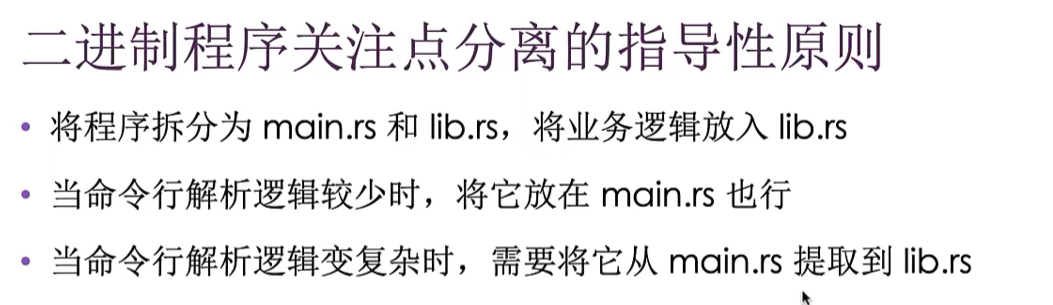 二进制程序关注点分离的指导性原则
• 将程序拆分为 main.rs 和 lib.rs，将业务逻辑放入 lib.rs
• 当命令行解析逻辑较少时，将它放在 main.rs 也行
• 当命令行解析逻辑变复杂时，需要将它从 main.rs 提取到 lib.rs